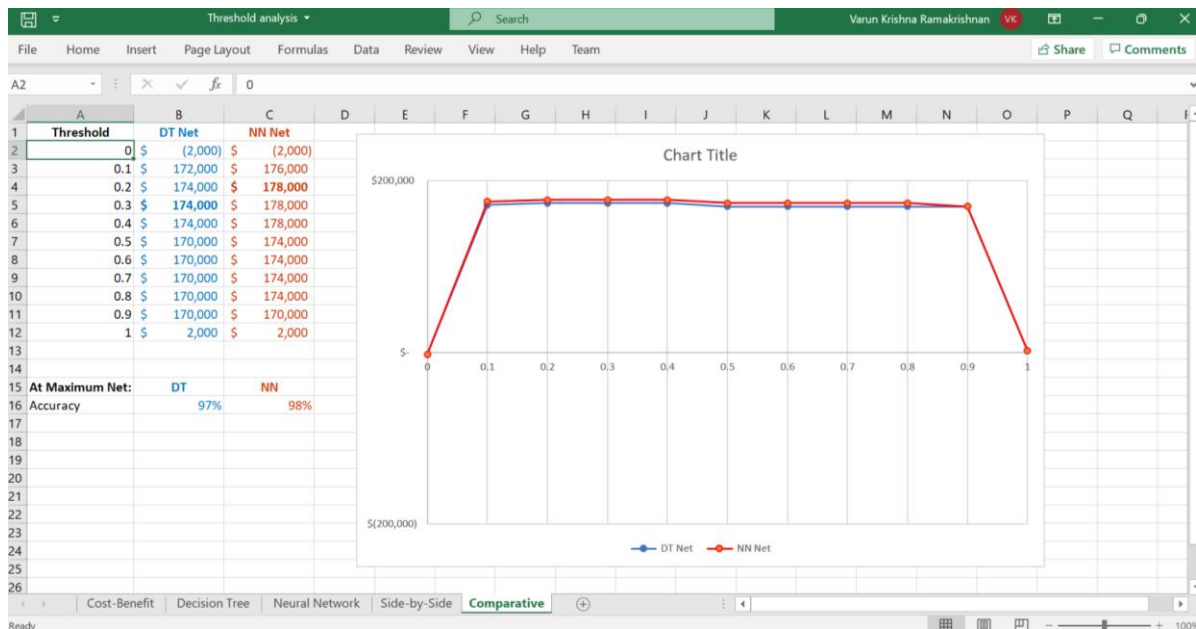 Threshold analysis
Search
Varun Krishna Ramakrishnan VK
File Home Insert Page Layout Formulas Data Review View Help Team Share Comments
A2 fx 0
A B C D E F G H I J K L M N O P Q
1 Threshold DT Net NN Net
2 0 $ (2,000) $ (2,000)
3 0.1 $ 172,000 $ 176,000
4 0.2 $ 174,000 $ 178,000
5 0.3 $ 174,000 $ 178,000
6 0.4 $ 174,000 $ 178,000
7 0.5 $ 170,000 $ 174,000
8 0.6 $ 170,000 $ 174,000
9 0.7 $ 170,000 $ 174,000
10 0.8 $ 170,000 $ 174,000
11 0.9 $ 170,000 $ 170,000
12 1 $ 2,000 $ 2,000
13
14
15 At Maximum Net: DT NN
16 Accuracy 97% 98%
17
18
19
20
21
22
23
24
25
26
Chart Title
$200,000
$-
0 0.1 0.2 0.3 0.4 0.5 0.6 0.7 0.8 0.9 1
$(200,000)
DT Net NN Net
Cost-Benefit Decision Tree Neural Network Side-by-Side Comparative
Ready 100%